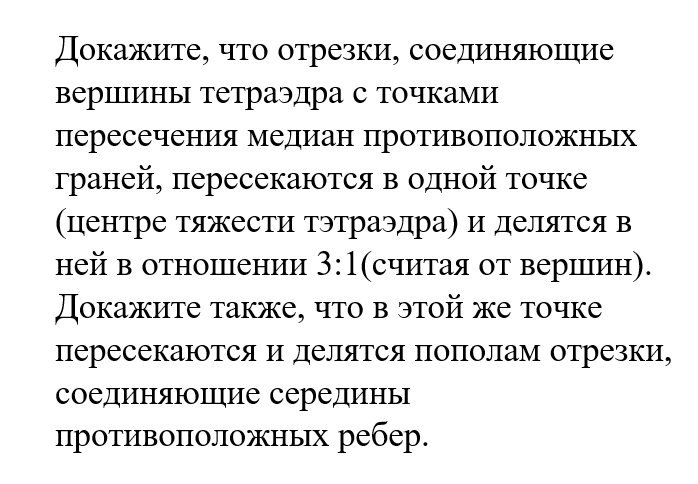 Докажите, что отрезки, соединяющие
вершины тетраэдра с точками
пересечения медиан противоположных
граней, пересекаются в одной точке
(центре тяжести тэтраэдра) и делятся в
ней в отношении 3:1(считая от вершин).
Докажите также, что в этой же точке
пересекаются и делятся пополам отрезки,
соединяющие середины
противоположных ребер.